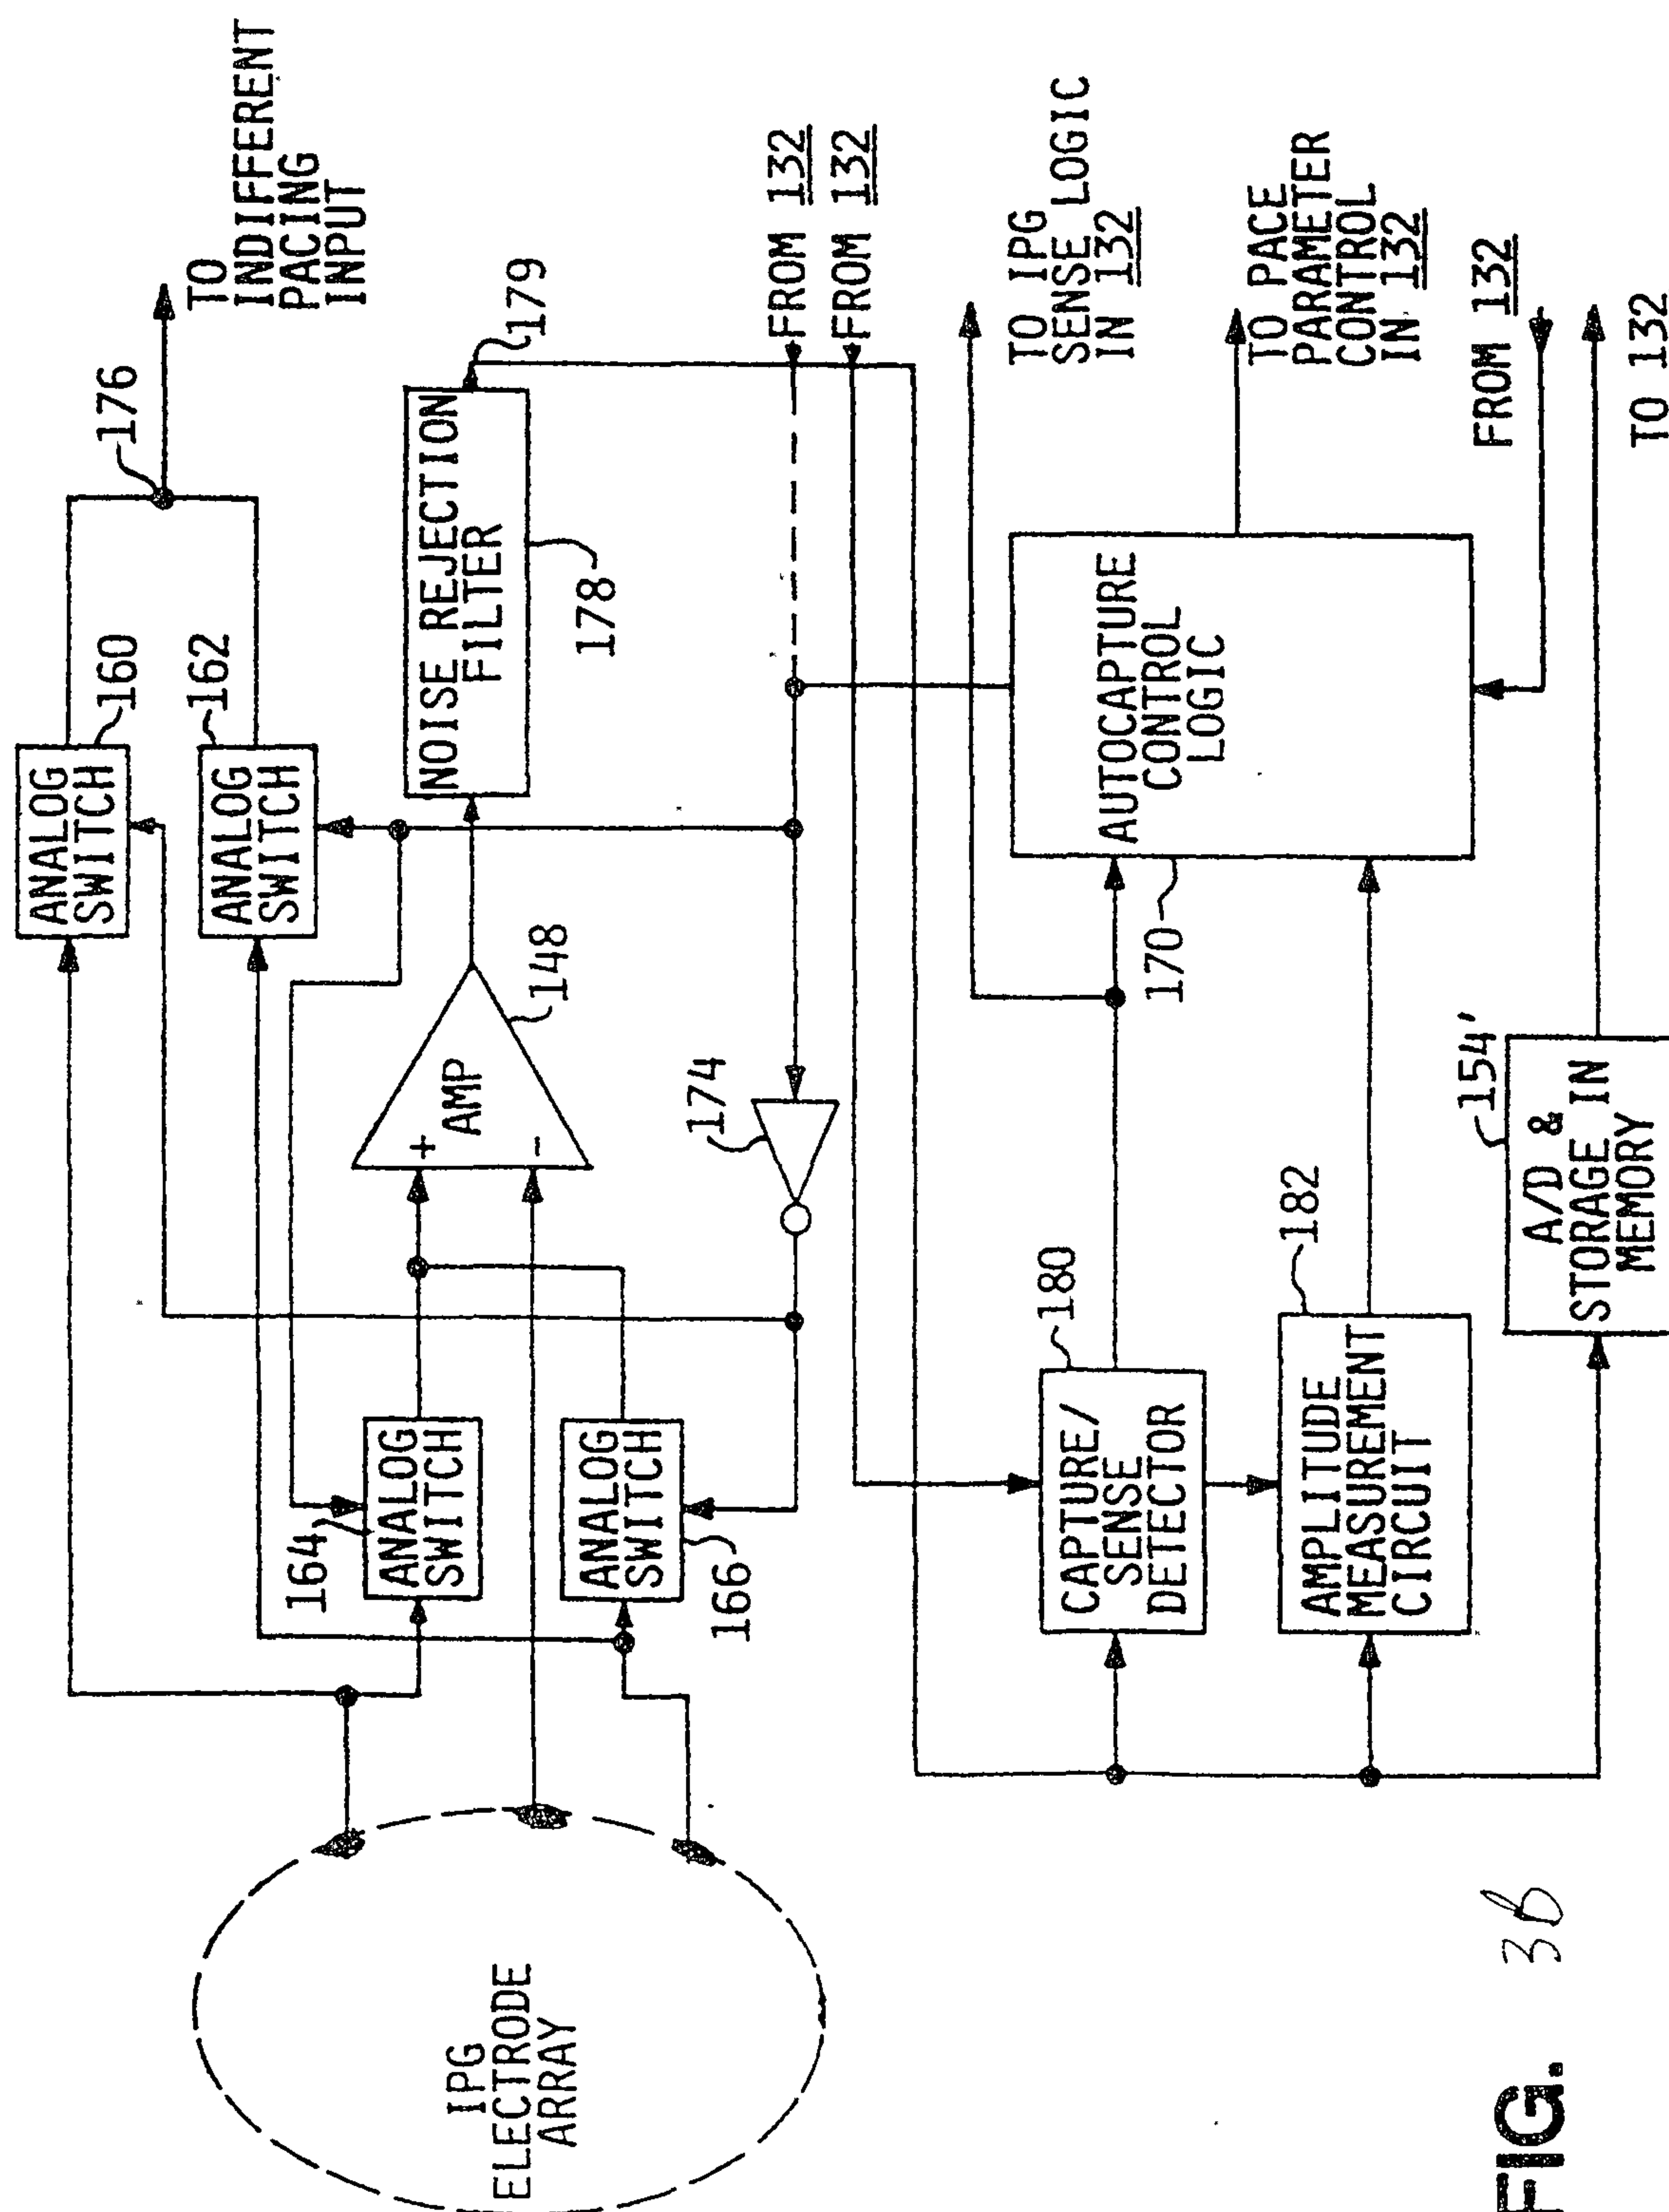 176
TO
INDIFFERENT
PACING
INPUT
160
ANALOG
SWITCH
162
ANALOG
SWITCH
179
NOISE REJECTION
FILTER
178
148
+
AMP
-
164
ANALOG
SWITCH
ANALOG
SWITCH
166
174
FROM 132
FROM 132
IPG
ELECTRODE
ARRAY
TO IPG
SENSE LOGIC
IN 132
AUTOCAPTURE
CONTROL
LOGIC
170
TO PACE
PARAMETER
CONTROL
IN 132
180
CAPTURE/
SENSE
DETECTOR
182
AMPLITUDE
MEASUREMENT
CIRCUIT
FROM 132
154'
A/D &
STORAGE IN
MEMORY
TO 132
FIG. 3B